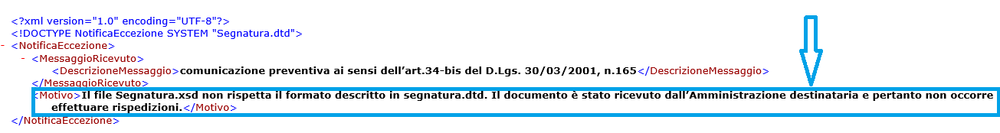 <?xml version="1.0" encoding="UTF-8"?>
<!DOCTYPE NotificaEccezione SYSTEM "Segnatura.dtd">
- <NotificaEccezione>
- <MessaggioRicevuto>
<DescrizioneMessaggio>comunicazione preventiva ai sensi dell’art.34-bis del D.Lgs. 30/03/2001, n.165</DescrizioneMessaggio>
</MessaggioRicevuto>
<Motivo>Il file Segnatura.xsd non rispetta il formato descritto in segnatura.dtd. Il documento è stato ricevuto dall’Amministrazione destinataria e pertanto non occorre
effettuare rispedizioni.</Motivo>
</NotificaEccezione>